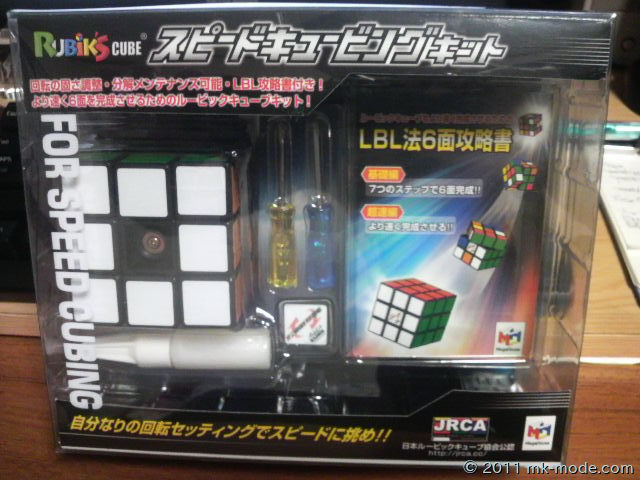 RUBIK'S CUBE スピードキュービングキット
回転の固さ調整・分解メンテナンス可能・LBL攻略書付き!
より速く6面を完成させるためのルービックキューブキット!
FOR SPEED CUBING
LBL法6面攻略書
基礎編
7つのステップで6面完成!!
超速編
より速く完成させる!!
MegaHouse
自分なりの回転セッティングでスピードに挑め!!
JRCA
日本ルービックキューブ協会公認
http://jrca.cc/
MegaHouse
© 2011 mk-mode.com